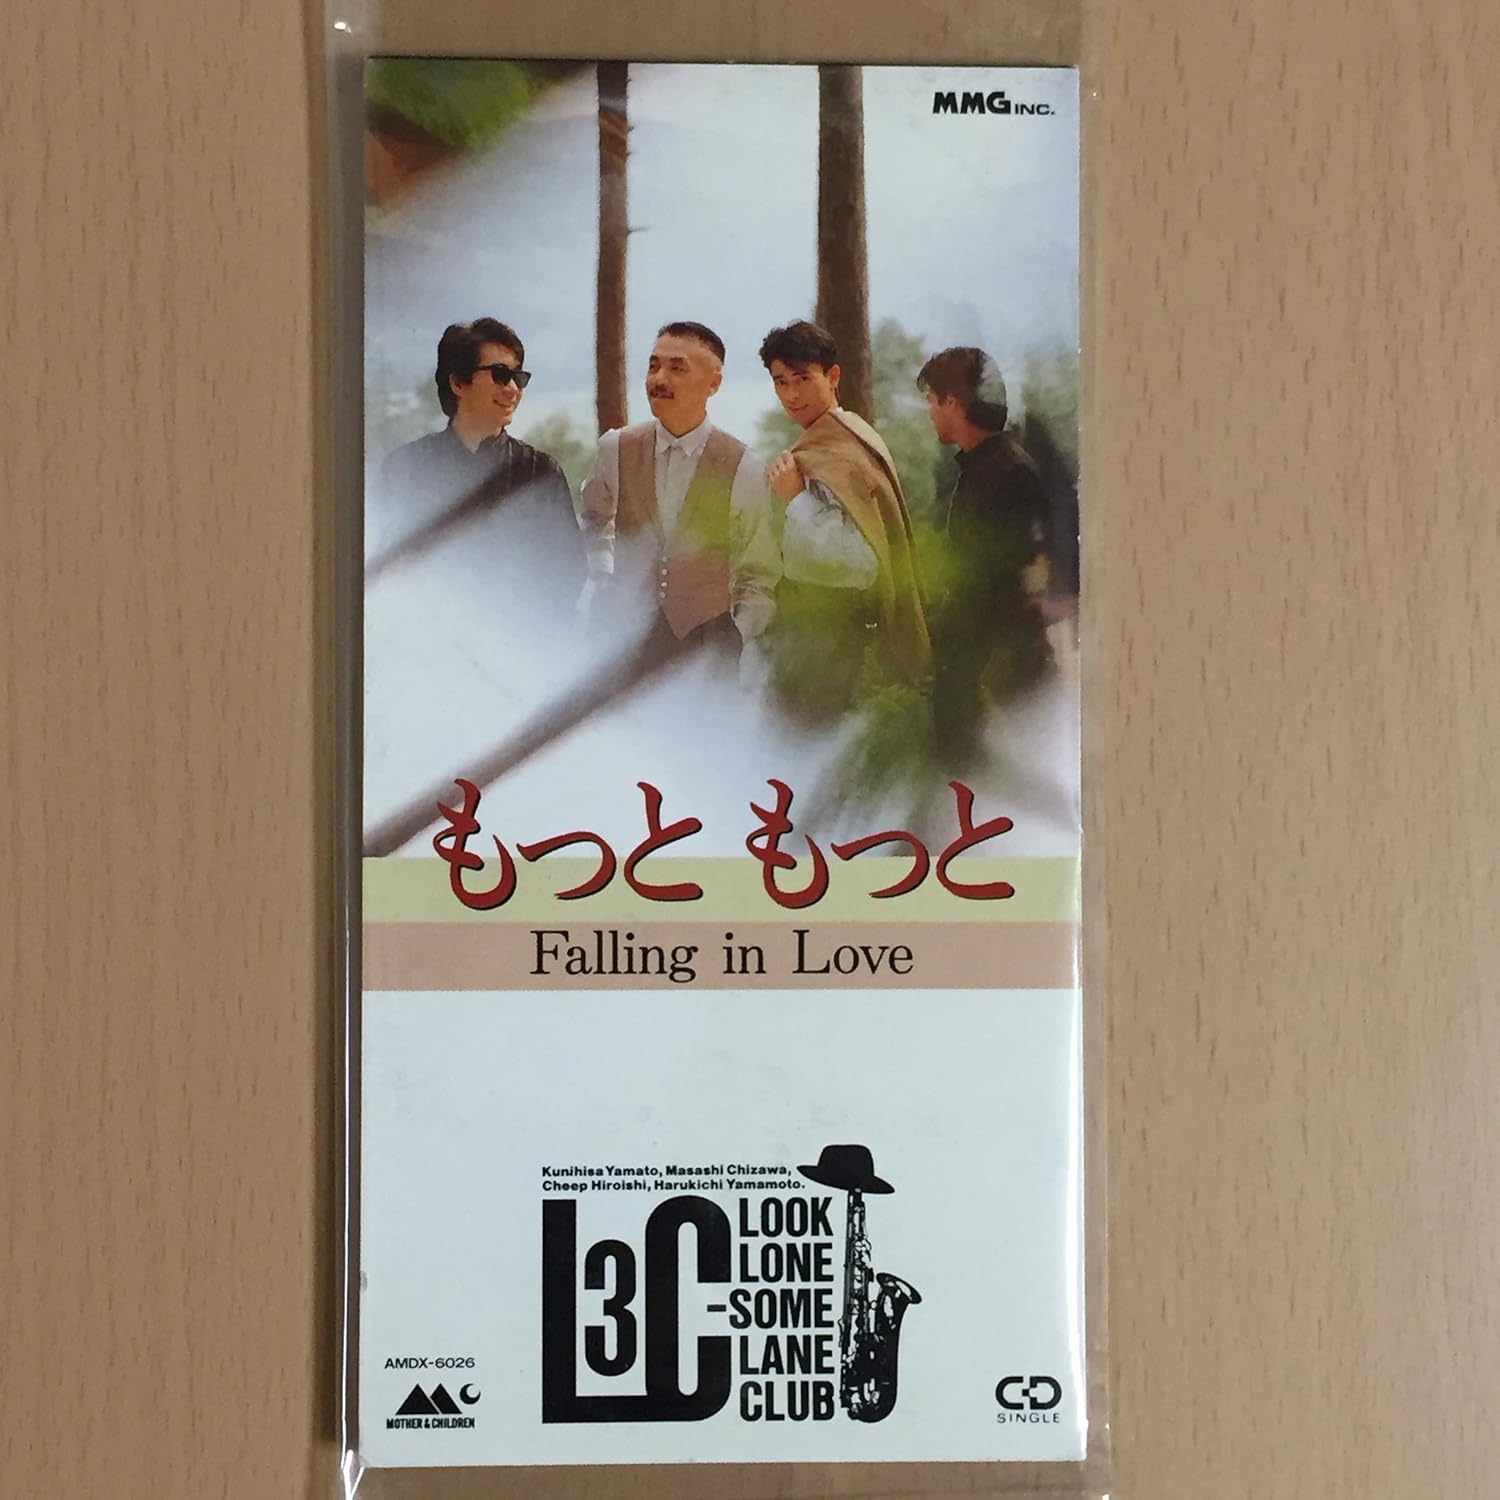 MMG INC.
もっと もっと
Falling in Love
Kunihisa Yamato, Masashi Chizawa,
Cheep Hiroishi, Harukichi Yamamoto.
L3C
LOOK
LONE
-SOME
LANE
CLUB
AMDX-6026
MOTHER & CHILDREN
CD
SINGLE